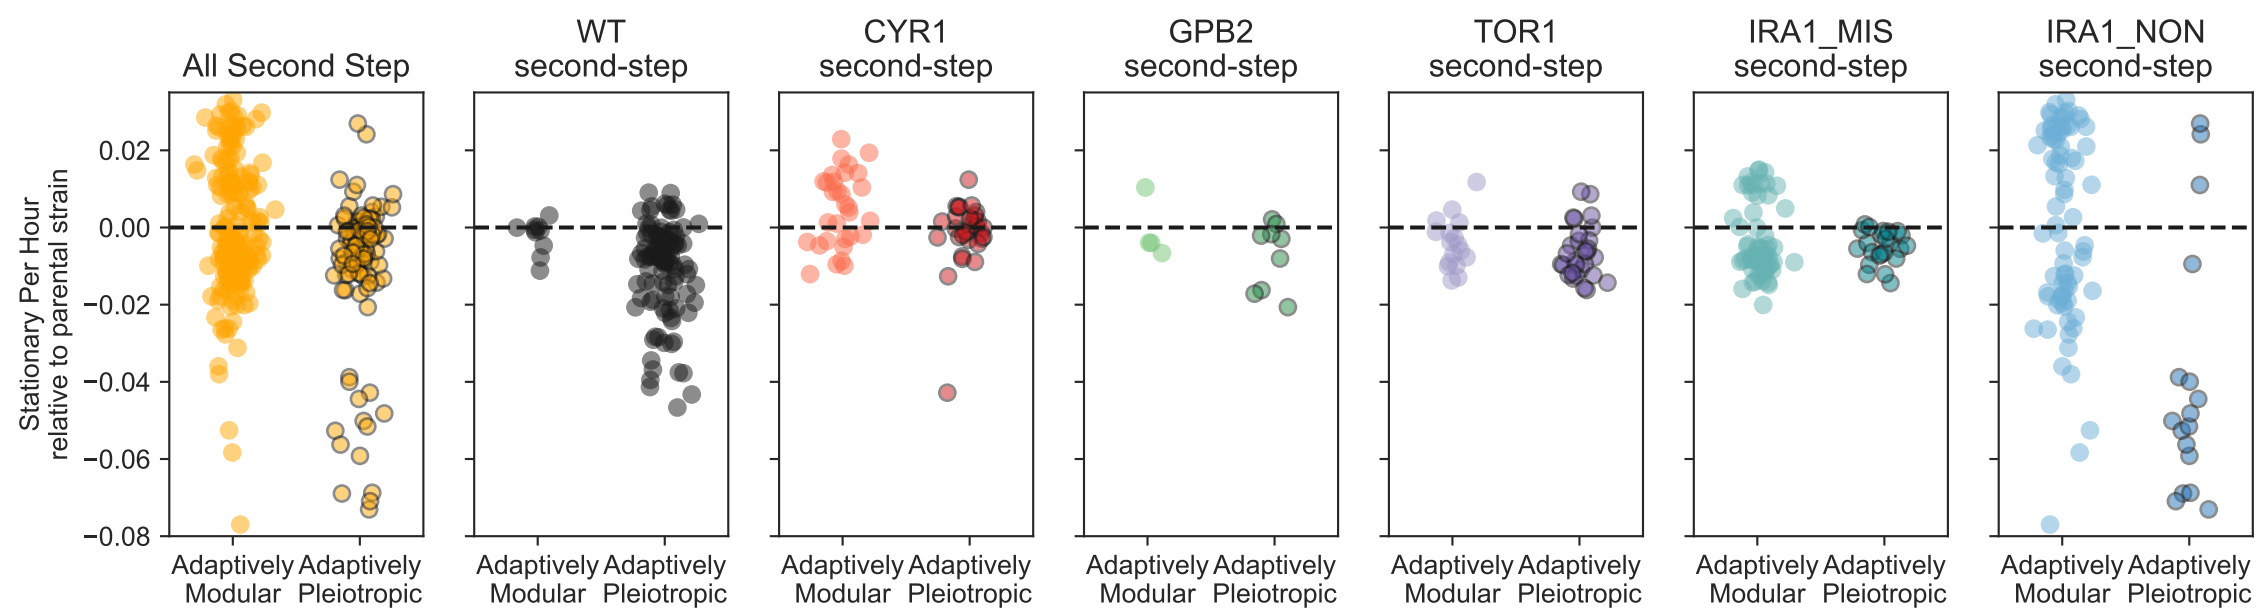 All Second Step
WT
second-step
CYR1
second-step
GPB2
second-step
TOR1
second-step
IRA1_MIS
second-step
IRA1_NON
second-step
Stationary Per Hour
relative to parental strain
0.02
0.00
−0.02
−0.04
−0.06
−0.08
Adaptively
Modular
Adaptively
Pleiotropic
Adaptively
Modular
Adaptively
Pleiotropic
Adaptively
Modular
Adaptively
Pleiotropic
Adaptively
Modular
Adaptively
Pleiotropic
Adaptively
Modular
Adaptively
Pleiotropic
Adaptively
Modular
Adaptively
Pleiotropic
Adaptively
Modular
Adaptively
Pleiotropic